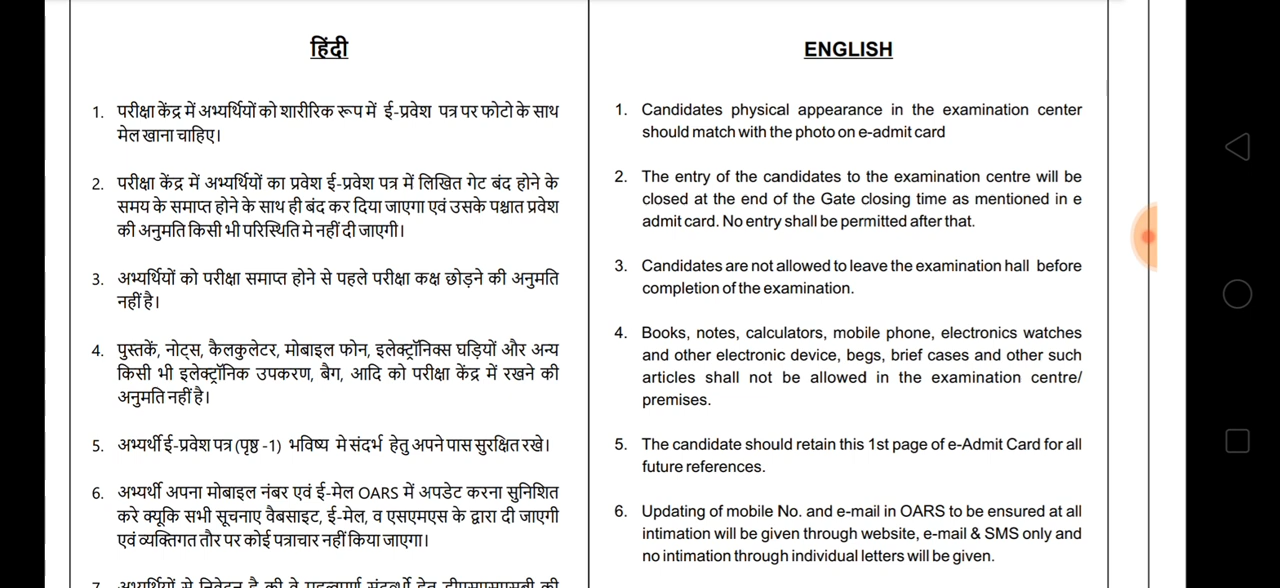 हिंदी
1. परीक्षा केंद्र में अभ्यर्थियों को शारीरिक रूप में ई-प्रवेश पत्र पर फोटो के साथ
मेल खाना चाहिए।
2. परीक्षा केंद्र में अभ्यर्थियों का प्रवेश ई-प्रवेश पत्र में लिखित गेट बंद होने के
समय के समाप्त होने के साथ ही बंद कर दिया जाएगा एवं उसके पश्चात प्रवेश
की अनुमति किसी भी परिस्थिति मे नहीं दी जाएगी।
3. अभ्यर्थियों को परीक्षा समाप्त होने से पहले परीक्षा कक्ष छोड़ने की अनुमति
नहीं है।
4. पुस्तकें, नोट्स, कैलकुलेटर, मोबाइल फोन, इलेक्ट्रॉनिक्स घड़ियों और अन्य
किसी भी इलेक्ट्रॉनिक उपकरण, बैग, आदि को परीक्षा केंद्र में रखने की
अनुमति नहीं है।
5. अभ्यर्थी ई-प्रवेश पत्र (पृष्ठ -1) भविष्य मे संदर्भ हेतु अपने पास सुरक्षित रखे।
6. अभ्यर्थी अपना मोबाइल नंबर एवं ई-मेल OARS में अपडेट करना सुनिशित
करे क्यूकि सभी सूचनाए वैबसाइट, ई-मेल, व एसएमएस के द्वारा दी जाएगी
एवं व्यक्तिगत तौर पर कोई पत्राचार नहीं किया जाएगा।
7. अभ्यर्थियों से निवेदन है की वे महत्वपूर्ण संदर्भो हेतु डीएसएसएसबी की
ENGLISH
1. Candidates physical appearance in the examination center
should match with the photo on e-admit card
2. The entry of the candidates to the examination centre will be
closed at the end of the Gate closing time as mentioned in e
admit card. No entry shall be permitted after that.
3. Candidates are not allowed to leave the examination hall before
completion of the examination.
4. Books, notes, calculators, mobile phone, electronics watches
and other electronic device, begs, brief cases and other such
articles shall not be allowed in the examination centre/
premises.
5. The candidate should retain this 1st page of e-Admit Card for all
future references.
6. Updating of mobile No. and e-mail in OARS to be ensured at all
intimation will be given through website, e-mail & SMS only and
no intimation through individual letters will be given.